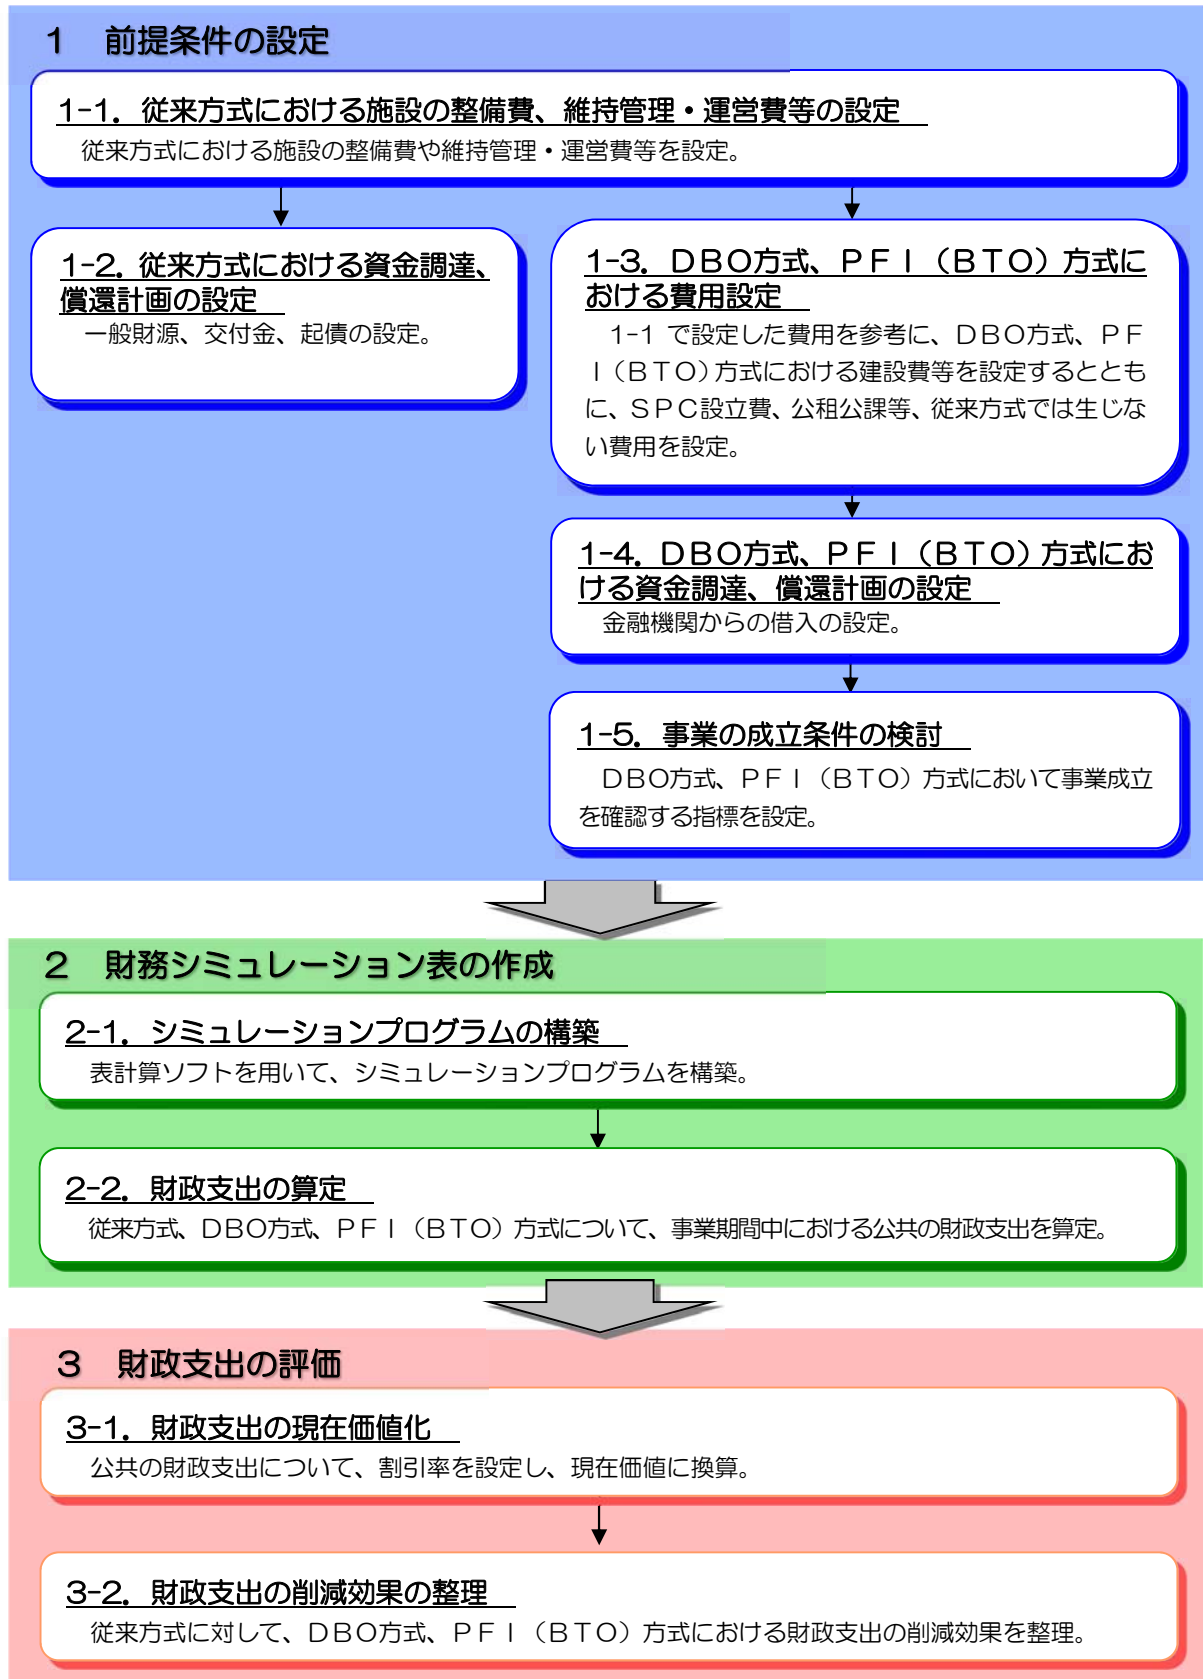 １　前提条件の設定
1-1．従来方式における施設の整備費、維持管理・運営費等の設定
従来方式における施設の整備費や維持管理・運営費等を設定。
1-2．従来方式における資金調達、
償還計画の設定
一般財源、交付金、起債の設定。
1-3．ＤＢＯ方式、ＰＦＩ（ＢＴＯ）方式に
おける費用設定
1-1 で設定した費用を参考に、ＤＢＯ方式、ＰＦ
Ｉ（ＢＴＯ）方式における建設費等を設定するととも
に、ＳＰＣ設立費、公租公課等、従来方式では生じな
い費用を設定。
1-4．ＤＢＯ方式、ＰＦＩ（ＢＴＯ）方式にお
ける資金調達、償還計画の設定
金融機関からの借入の設定。
1-5．事業の成立条件の検討
ＤＢＯ方式、ＰＦＩ（ＢＴＯ）方式において事業成立
を確認する指標を設定。
２　財務シミュレーション表の作成
2-1．シミュレーションプログラムの構築
表計算ソフトを用いて、シミュレーションプログラムを構築。
2-2．財政支出の算定
従来方式、ＤＢＯ方式、ＰＦＩ（ＢＴＯ）方式について、事業期間中における公共の財政支出を算定。
３　財政支出の評価
3-1．財政支出の現在価値化
公共の財政支出について、割引率を設定し、現在価値に換算。
3-2．財政支出の削減効果の整理
従来方式に対して、ＤＢＯ方式、ＰＦＩ（ＢＴＯ）方式における財政支出の削減効果を整理。